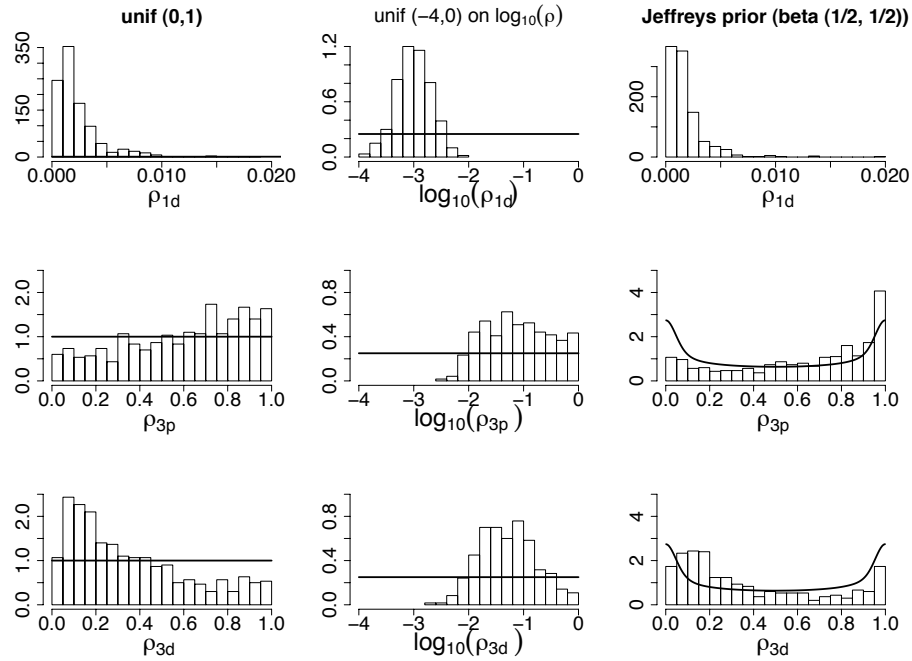 unif (0,1)
unif (−4,0) on log10(ρ)
Jeffreys prior (beta (1/2, 1/2))
0 150 350
0.000 0.010 0.020
ρ1d
0.0 0.6 1.2
−4 −3 −2 −1 0
log10(ρ1d)
0 200
0.000 0.010 0.020
ρ1d
0.0 1.0 2.0
0.0 0.2 0.4 0.6 0.8 1.0
ρ3p
0.0 0.4 0.8
−4 −3 −2 −1 0
log10(ρ3p )
0 2 4
0.0 0.2 0.4 0.6 0.8 1.0
ρ3p
0.0 1.0 2.0
0.0 0.2 0.4 0.6 0.8 1.0
ρ3d
0.0 0.4 0.8
−4 −3 −2 −1 0
log10(ρ3d )
0 2 4
0.0 0.2 0.4 0.6 0.8 1.0
ρ3d